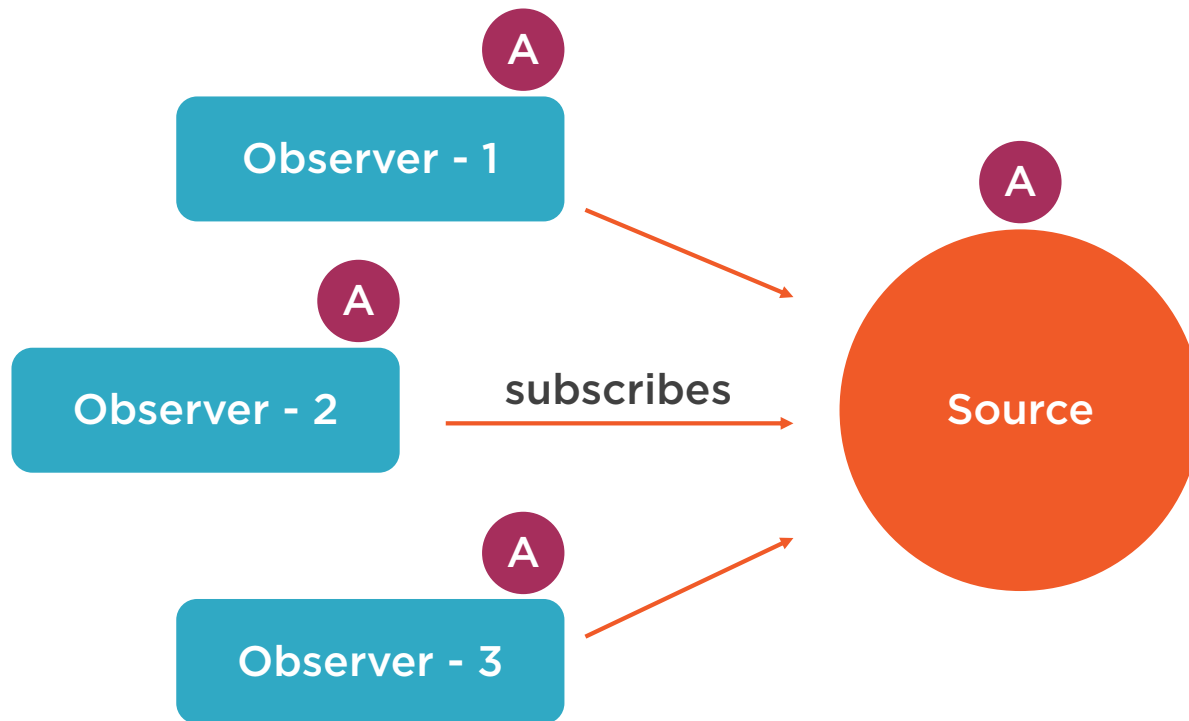 A
Observer - 1
A
A
Observer - 2
subscribes
Source
A
Observer - 3